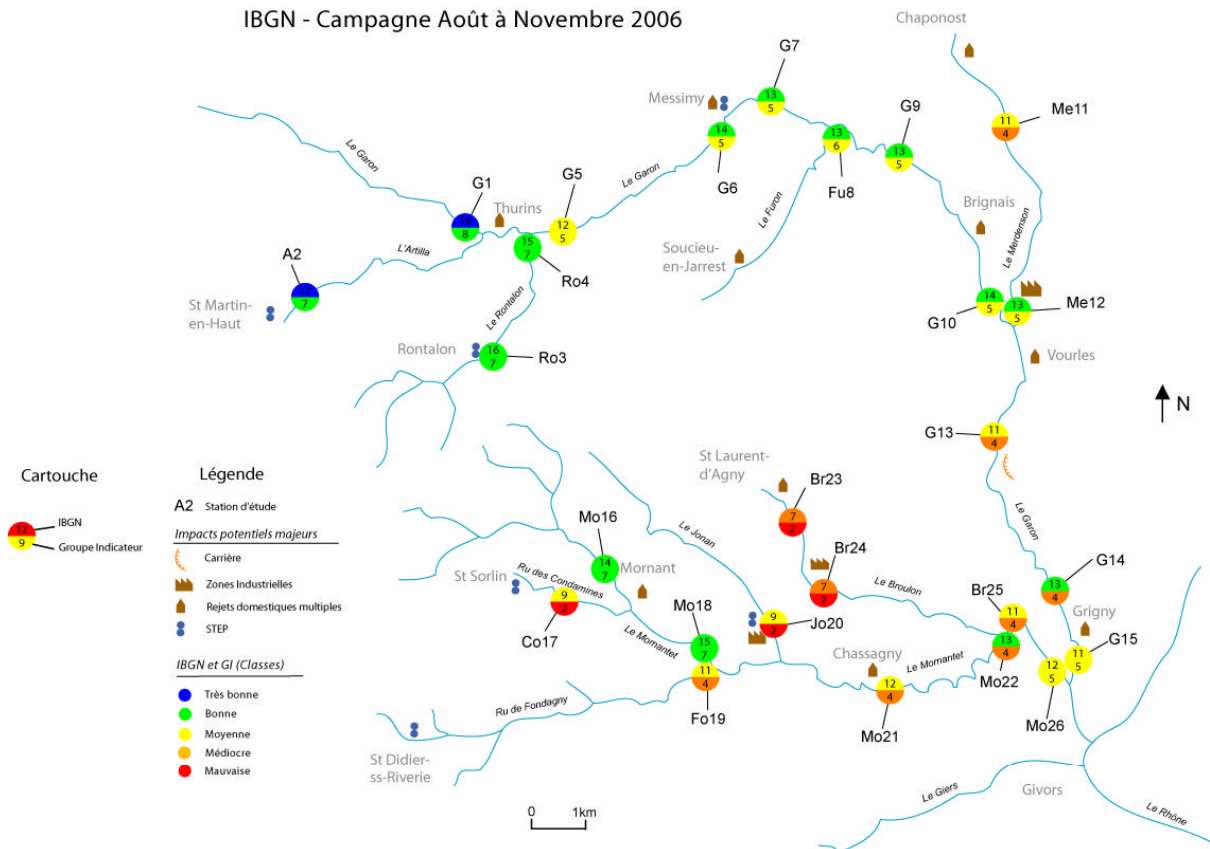 IBGN - Campagne Août à Novembre 2006
Chaponost
G7
Messimy
13
5
G9
11
4
Me11
14
5
13
6
13
5
G6
Fu8
Le Garon
G1
G5
Le Garon
Thurins
12
5
8
Le Furon
Brignais
Le Merdenson
A2
L'Artilla
15
7
Ro4
Soucieu-
en-Jarrest
17
7
St Martin-
en-Haut
Le Rontalon
14
5
13
5
Me12
G10
Rontalon
16
7
Ro3
Vourles
N
G13
11
4
Cartouche
Légende
A2 Station d'étude
12
9
IBGN
Groupe Indicateur
Impacts potentiels majeurs
Carrière
Zones Industrielles
Rejets domestiques multiples
STEP
IBGN et GI (Classes)
Très bonne
Bonne
Moyenne
Médiocre
Mauvaise
St Laurent-
d'Agny
Br23
7
2
Le Jonan
Mo16
14
7
Mornant
Br24
7
2
Le Garon
St Sorlin
Ru des Condamines
9
2
Co17
Le Broulon
G14
13
4
Grigny
Br25
11
4
Mo18
15
7
Le Mornantet
9
2
Jo20
11
4
Fo19
Chassagny
Le Mornantet
13
4
Mo22
G15
11
5
12
5
Mo26
12
4
Mo21
Ru de Fondagny
St Didier-
ss-Riverie
0 1km
Le Giers
Givors
Le Rhône